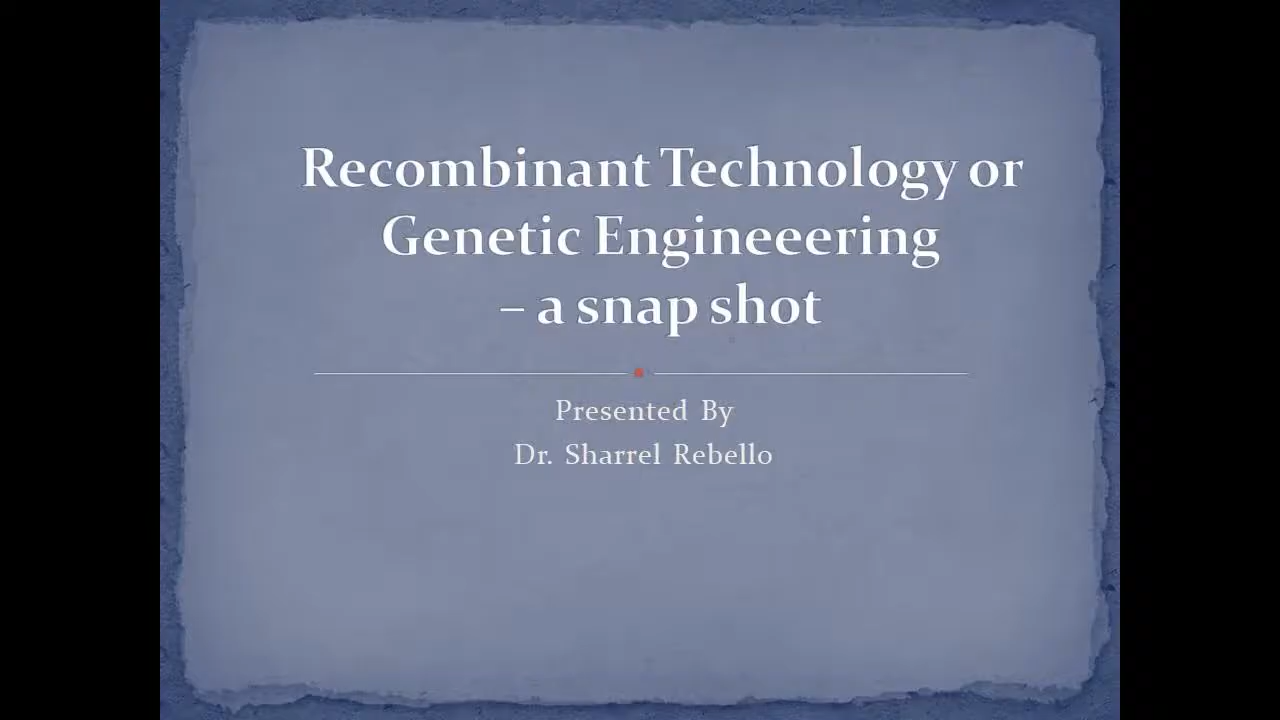 Recombinant Technology or
Genetic Engineeering
– a snap shot
Presented By
Dr. Sharrel Rebello